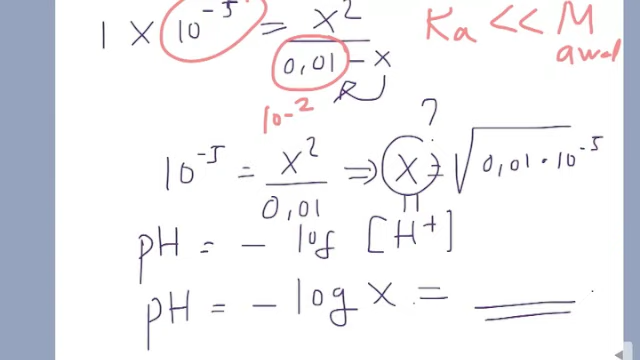 1 × 10⁻⁵ = x² / 0,01 - x
Ka << M awal
10⁻²
?
10⁻⁵ = x² / 0,01 ⇒ x = √0,01 · 10⁻⁵
pH = - log [H⁺]
pH = - log x =